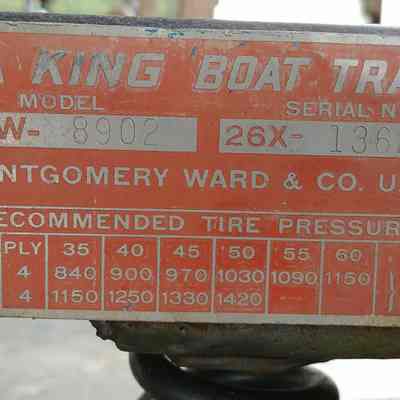 KING BOAT TRA
MODEL SERIAL N
W- 8902 26X- 136
NTGOMERY WARD & CO. U
ECOMMENDED TIRE PRESSUR
PLY 35 40 45 50 55 60
4 840 900 970 1030 1090 1150
4 1150 1250 1330 1420